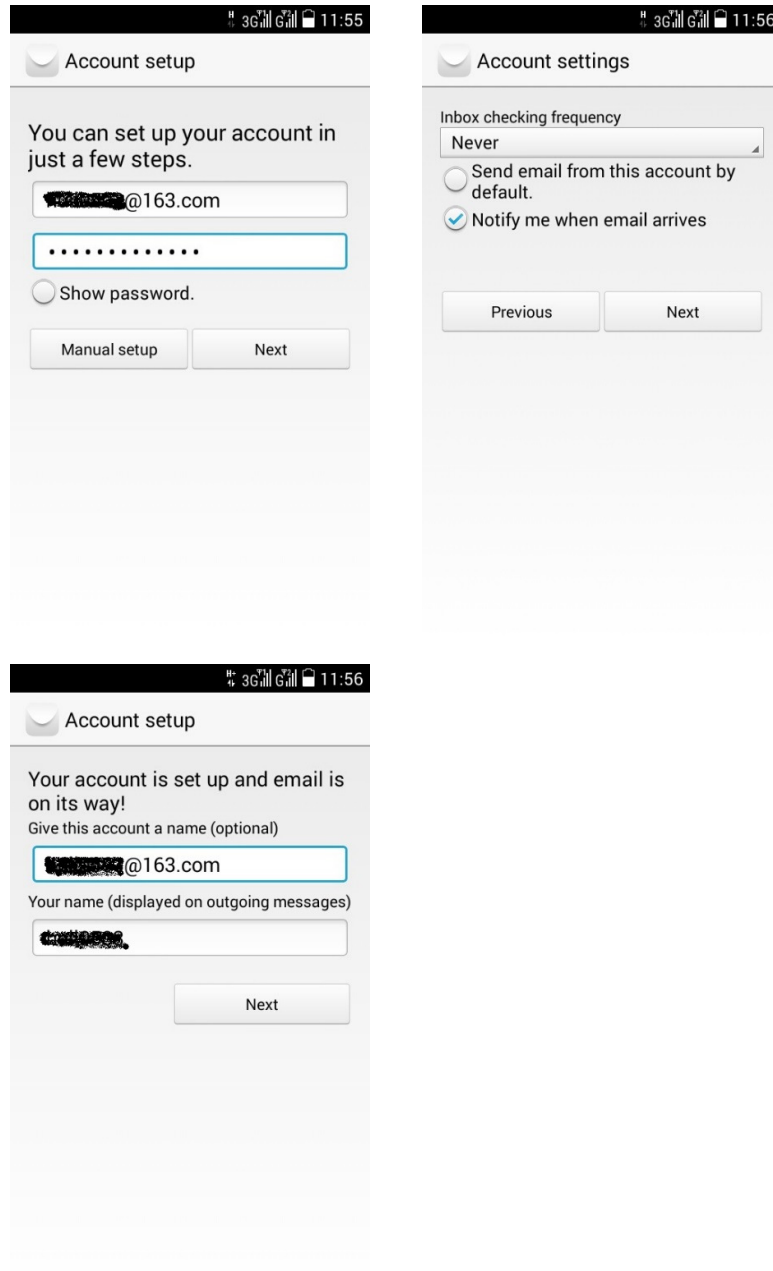 3G G 11:55
Account setup
You can set up your account in
just a few steps.
@163.com
•••••••••••••
Show password.
Manual setup Next
H 3G G 11:56
Account settings
Inbox checking frequency
Never
Send email from this account by
default.
Notify me when email arrives
Previous Next
H+ 3G G 11:56
Account setup
Your account is set up and email is
on its way!
Give this account a name (optional)
@163.com
Your name (displayed on outgoing messages)
Next